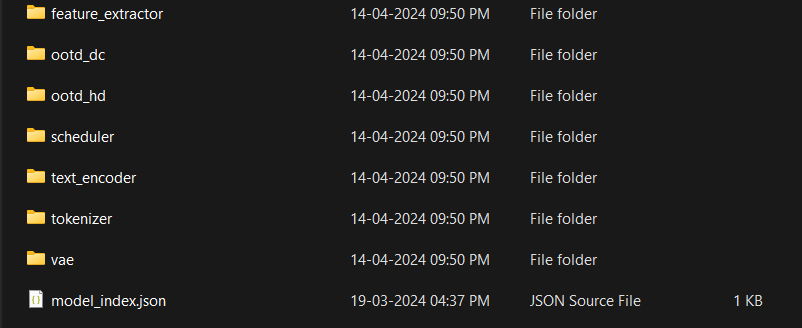 feature_extractor 14-04-2024 09:50 PM File folder
ootd_dc 14-04-2024 09:50 PM File folder
ootd_hd 14-04-2024 09:50 PM File folder
scheduler 14-04-2024 09:50 PM File folder
text_encoder 14-04-2024 09:50 PM File folder
tokenizer 14-04-2024 09:50 PM File folder
vae 14-04-2024 09:50 PM File folder
model_index.json 19-03-2024 04:37 PM JSON Source File 1 KB